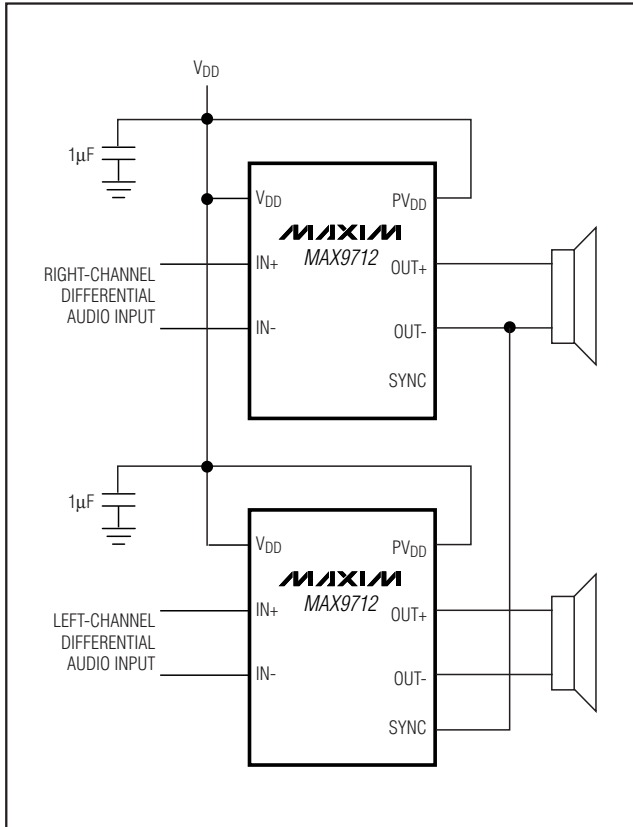 VDD
1µF
VDD
PVDD
MAXIM
MAX9712
IN+
OUT+
RIGHT-CHANNEL
DIFFERENTIAL
AUDIO INPUT
IN-
OUT-
SYNC
1µF
VDD
PVDD
MAXIM
MAX9712
IN+
OUT+
LEFT-CHANNEL
DIFFERENTIAL
AUDIO INPUT
IN-
OUT-
SYNC